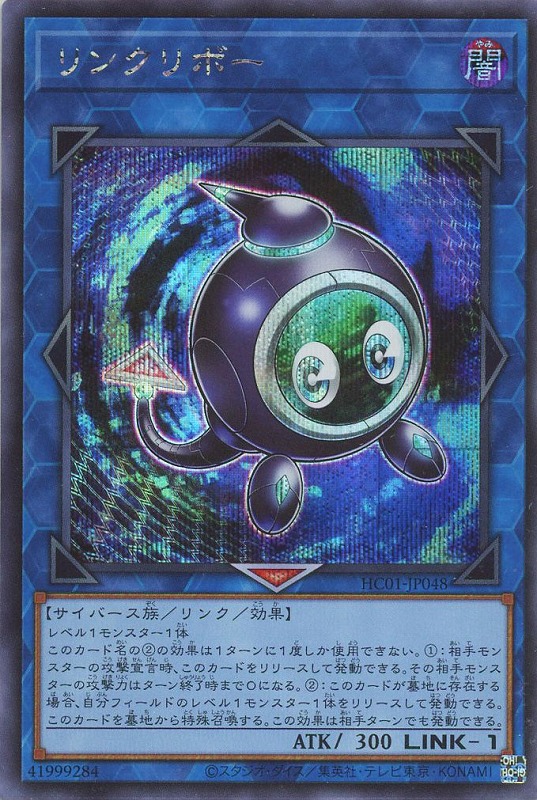 リンクリボー
闇
HC01-JP048
【サイバース族／リンク／効果】
レベル１モンスター１体
このカード名の②の効果は１ターンに１度しか使用できない。①：相手モン
スターの攻撃宣言時、このカードをリリースして発動できる。その相手モンス
ターの攻撃力はターン終了時まで０になる。②：このカードが墓地に存在する
場合、自分フィールドのレベル１モンスター１体をリリースして発動できる。
このカードを墓地から特殊召喚する。この効果は相手ターンでも発動できる。
ATK/ 300 LINK-1
41999284
©スタジオ・ダイス／集英社・テレビ東京・KONAMI